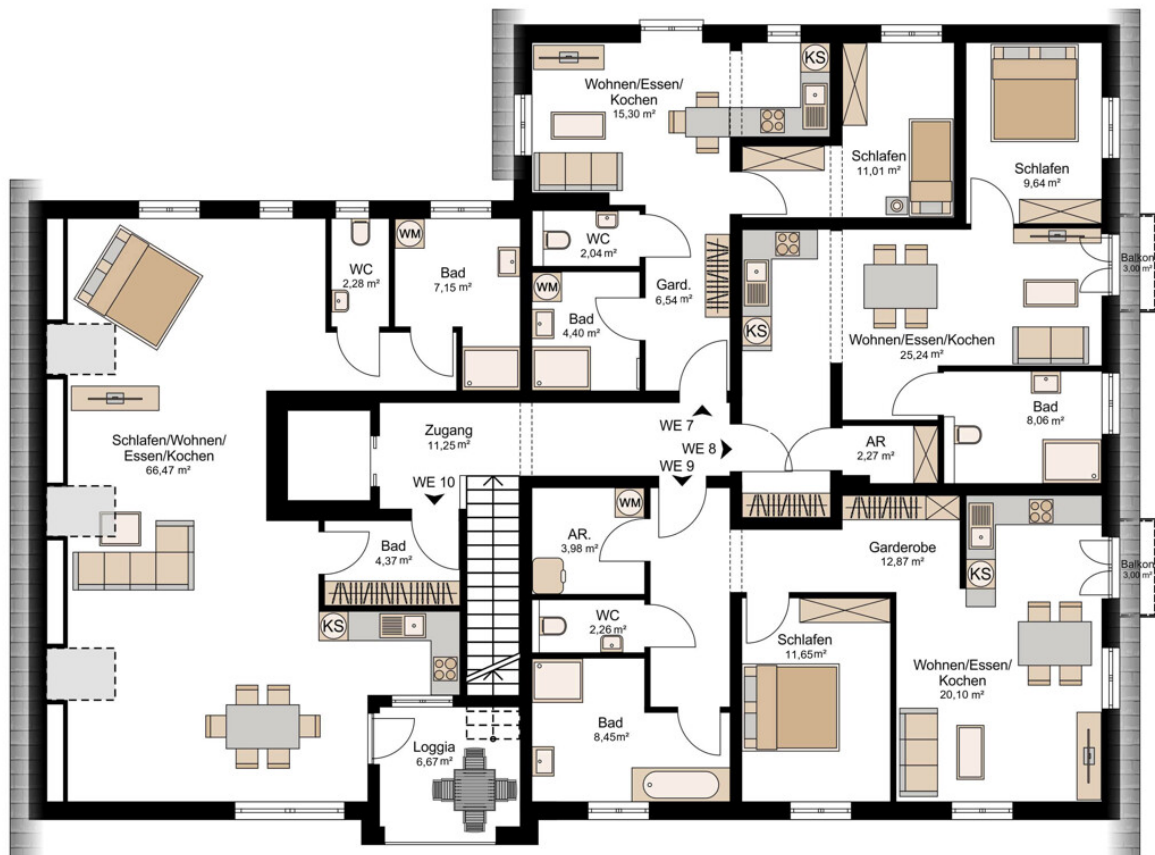 Wohnen/Essen/
Kochen
15,30 m²
KS
Schlafen
11,01 m²
Schlafen
9,64 m²
WC
2,04 m²
WM
Bad
4,40 m²
Gard.
6,54 m²
WC
2,28 m²
WM
Bad
7,15 m²
Balkon
3,00 m²
KS
Wohnen/Essen/Kochen
25,24 m²
Bad
8,06 m²
AR
2,27 m²
Schlafen/Wohnen/
Essen/Kochen
66,47 m²
Zugang
11,25 m²
WE 7
WE 8
WE 9
WE 10
Bad
4,37 m²
WM
AR.
3,98 m²
Garderobe
12,87 m²
KS
Balkon
3,00 m²
WC
2,26 m²
KS
Schlafen
11,65m²
Wohnen/Essen/
Kochen
20,10 m²
Bad
8,45m²
Loggia
6,67 m²